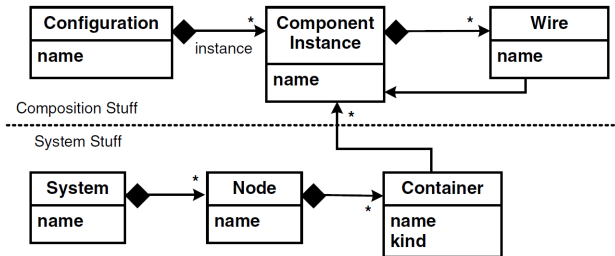 Configuration
name
*
instance
Component
Instance
name
*
Wire
name
Composition Stuff
*
System Stuff
System
name
*
Node
name
*
Container
name
kind